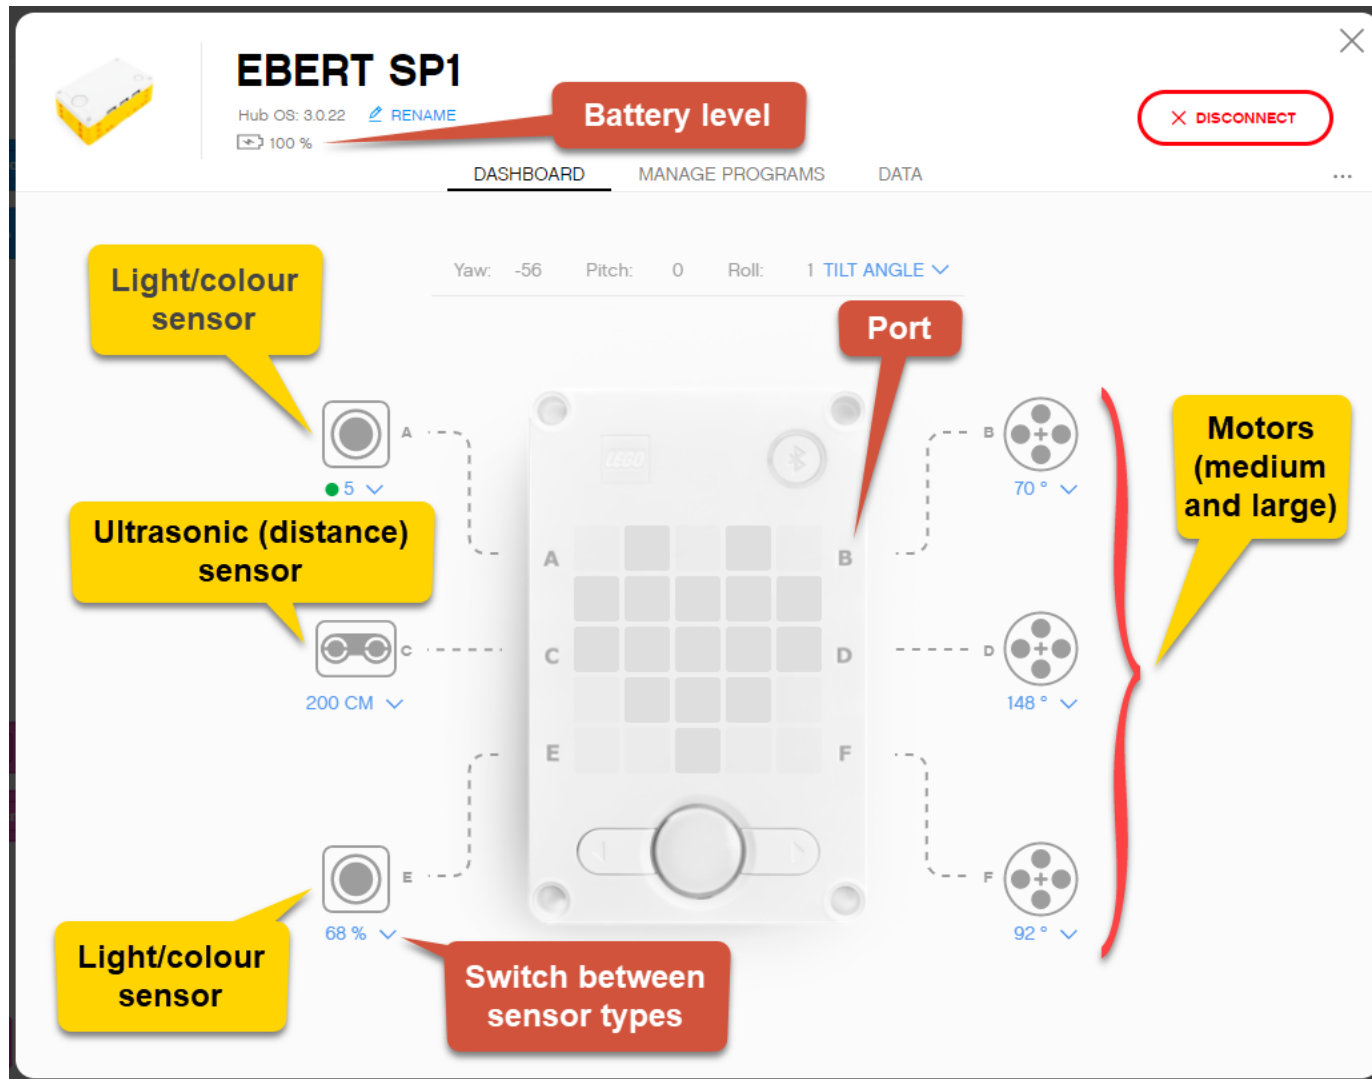 EBERT SP1
Hub OS: 3.0.22 RENAME
100 %
Battery level
DISCONNECT
DASHBOARD MANAGE PROGRAMS DATA
...
Yaw: -56 Pitch: 0 Roll: 1 TILT ANGLE
Light/colour
sensor
Port
A
5
B
70 °
Motors
(medium
and large)
LEGO
Ultrasonic (distance)
sensor
A
B
C
200 CM
C
D
D
148 °
E
F
E
68 %
F
92 °
Light/colour
sensor
Switch between
sensor types